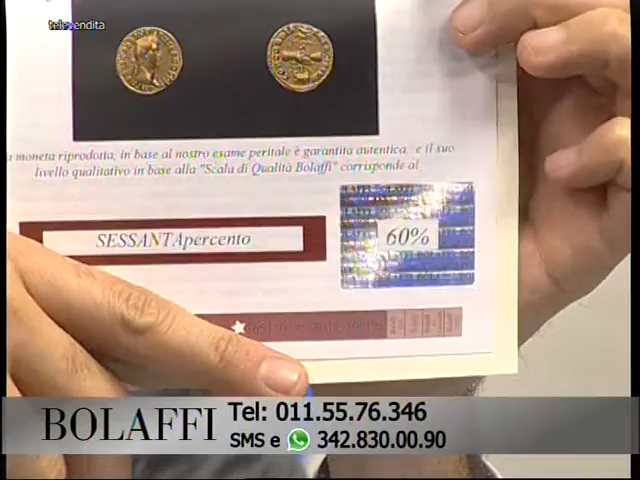 televendita
a moneta riprodotta, in base al nostro esame peritale è garantita autentica, e il suo
livello qualitativo in base alla "Scala di Qualità Bolaffi" corrisponde al
SESSANTApercento
60%
BOLAFFI
Tel: 011.55.76.346
SMS e 342.830.00.90